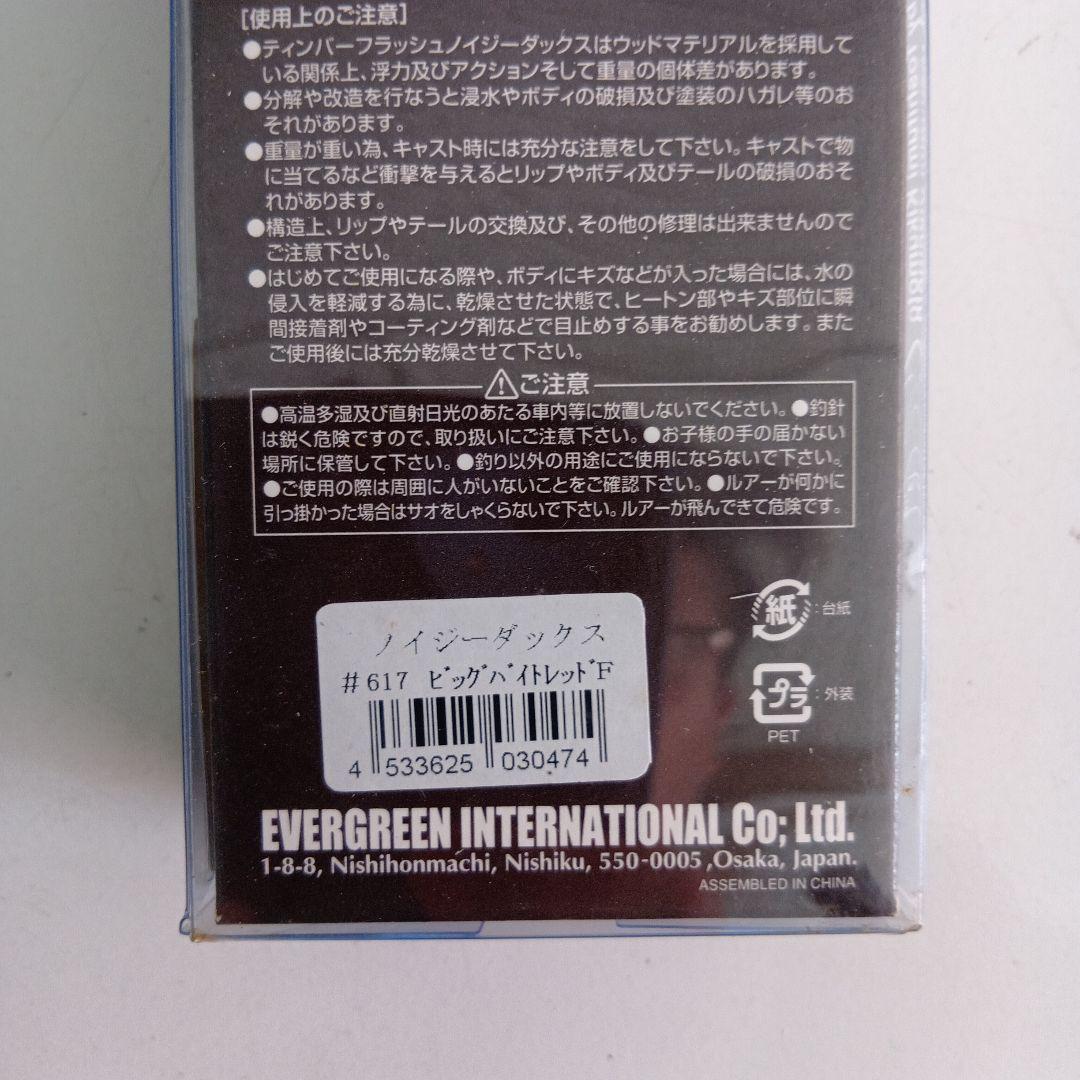 [使用上のご注意]
●ティンバーフラッシュノイジーダックスはウッドマテリアルを採用して
いる関係上、浮力及びアクションそして重量の個体差があります。
●分解や改造を行なうと浸水やボディの破損及び塗装のハガレ等のお
それがあります。
●重量が重い為、キャスト時には充分な注意をして下さい。キャストで物
に当てるなど衝撃を与えるとリップやボディ及びテールの破損のおそ
れがあります。
●構造上、リップやテールの交換及び、その他の修理は出来ませんので
ご注意下さい。
●はじめてご使用になる際や、ボディにキズなどが入った場合には、水の
侵入を軽減する為に、乾燥させた状態で、ヒートン部やキズ部位に瞬
間接着剤やコーティング剤などで目止めする事をお勧めします。また
ご使用後には充分乾燥させて下さい。
ご注意
●高温多湿及び直射日光のあたる車内等に放置しないでください。●釣針
は鋭く危険ですので、取り扱いにご注意下さい。●お子様の手の届かない
場所に保管して下さい。●釣り以外の用途にご使用にならないで下さい。
●ご使用の際は周囲に人がいないことをご確認下さい。●ルアーが何かに
引っ掛かった場合はサオをしゃくらないで下さい。ルアーが飛んできて危険です。
紙:台紙
プラ:外装
PET
ノイジーダックス
#617 ﾋﾞｯｸﾞﾊﾞｲﾄﾚｯﾄﾞF
4 533625 030474
EVERGREEN INTERNATIONAL Co; Ltd.
1-8-8, Nishihonmachi, Nishiku, 550-0005 ,Osaka, Japan.
ASSEMBLED IN CHINA